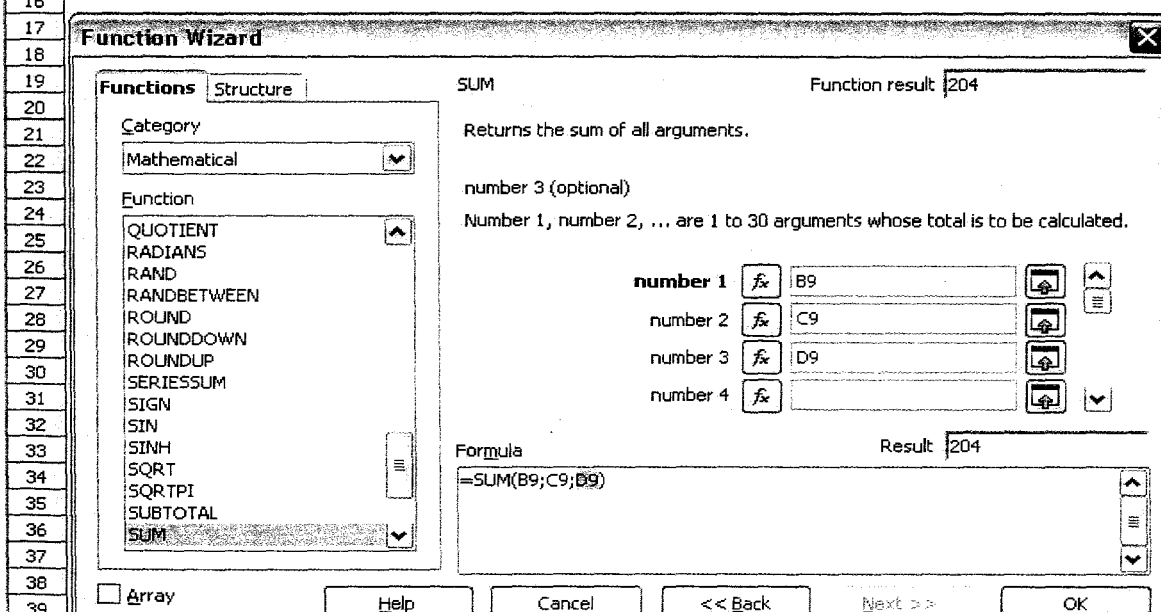 16
17
18
19
20
21
22
23
24
25
26
27
28
29
30
31
32
33
34
35
36
37
38
39
Function Wizard
Functions Structure
Category
Mathematical
Function
QUOTIENT
RADIANS
RAND
RANDBETWEEN
ROUND
ROUNDDOWN
ROUNDUP
SERIESSUM
SIGN
SIN
SINH
SQRT
SQRTPI
SUBTOTAL
SUM
Array
SUM Function result 204
Returns the sum of all arguments.
number 3 (optional)
Number 1, number 2, ... are 1 to 30 arguments whose total is to be calculated.
number 1 fx B9
number 2 fx C9
number 3 fx D9
number 4 fx
Formula Result 204
=SUM(B9;C9;D9)
Help Cancel << Back Next >> OK